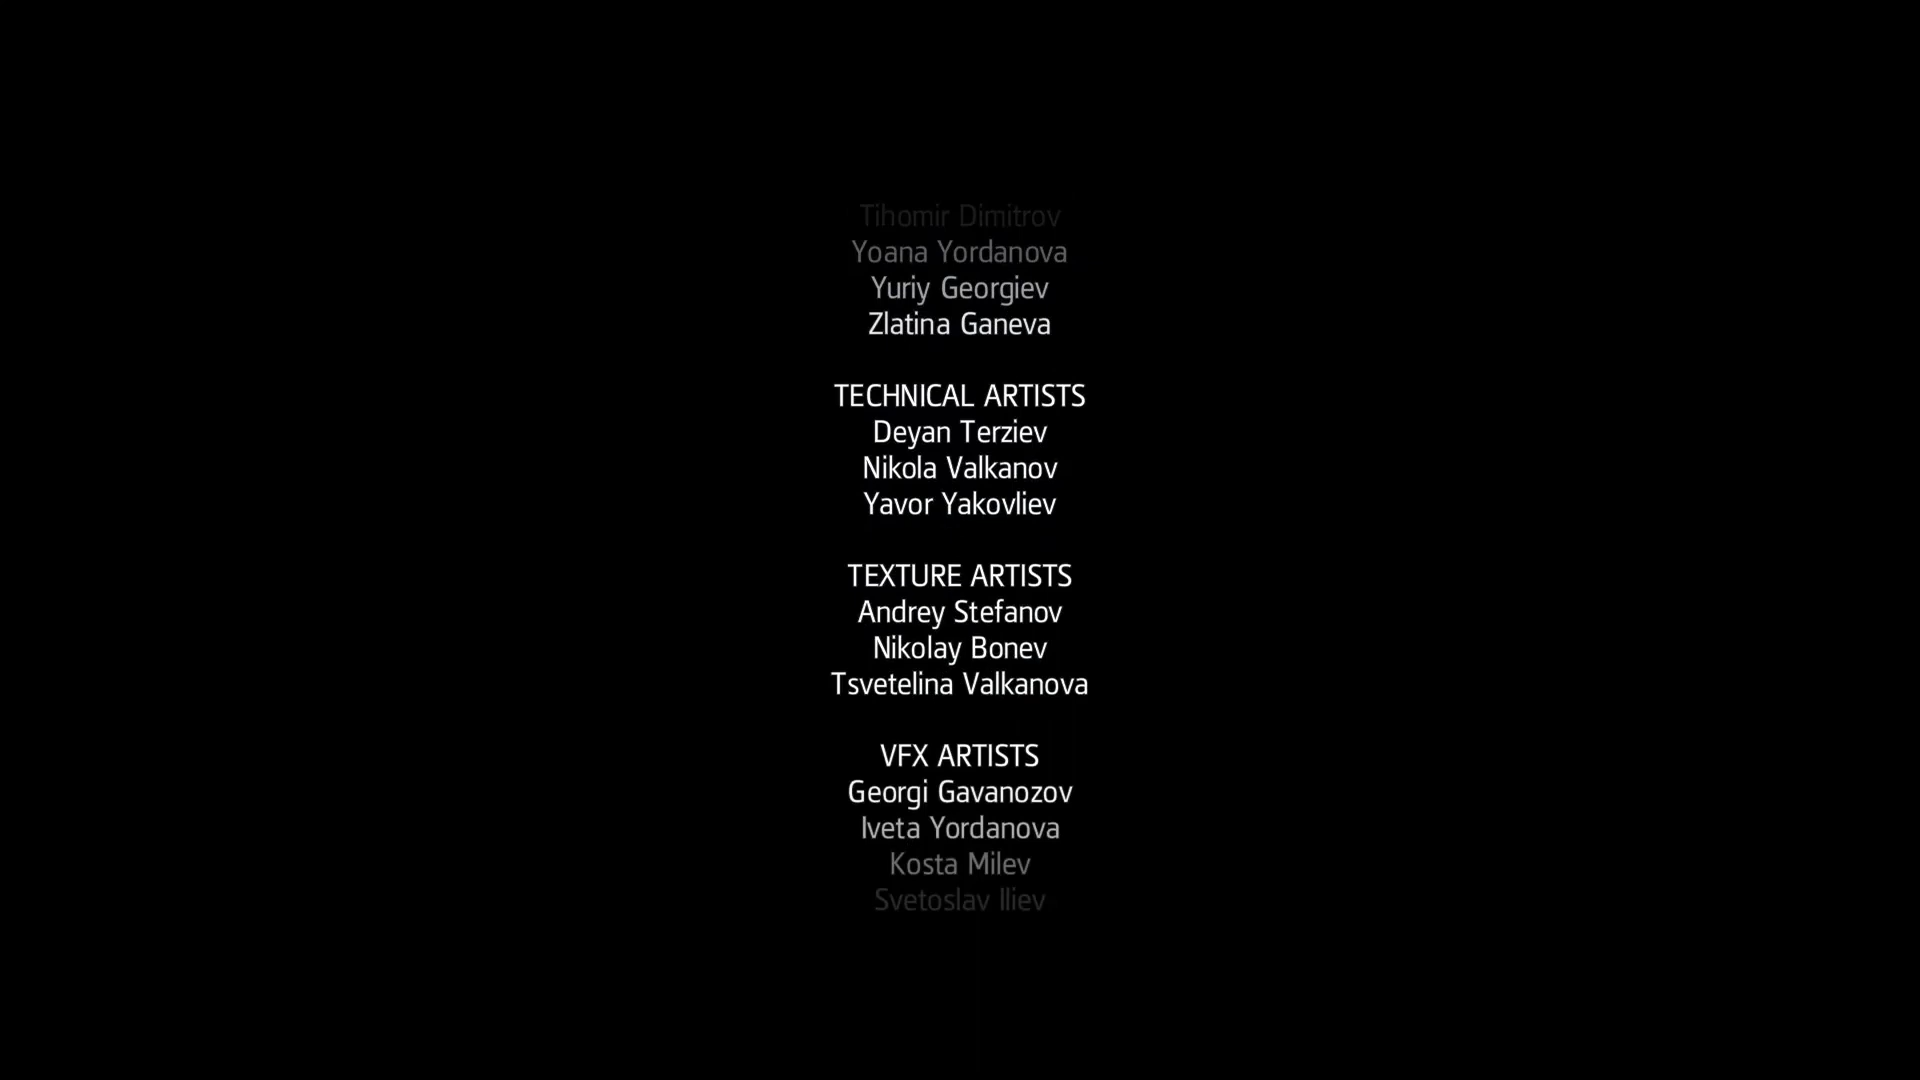 Tihomir Dimitrov
Yoana Yordanova
Yuriy Georgiev
Zlatina Ganeva
TECHNICAL ARTISTS
Deyan Terziev
Nikola Valkanov
Yavor Yakovliev
TEXTURE ARTISTS
Andrey Stefanov
Nikolay Bonev
Tsvetelina Valkanova
VFX ARTISTS
Georgi Gavanozov
Iveta Yordanova
Kosta Milev
Svetoslav Iliev